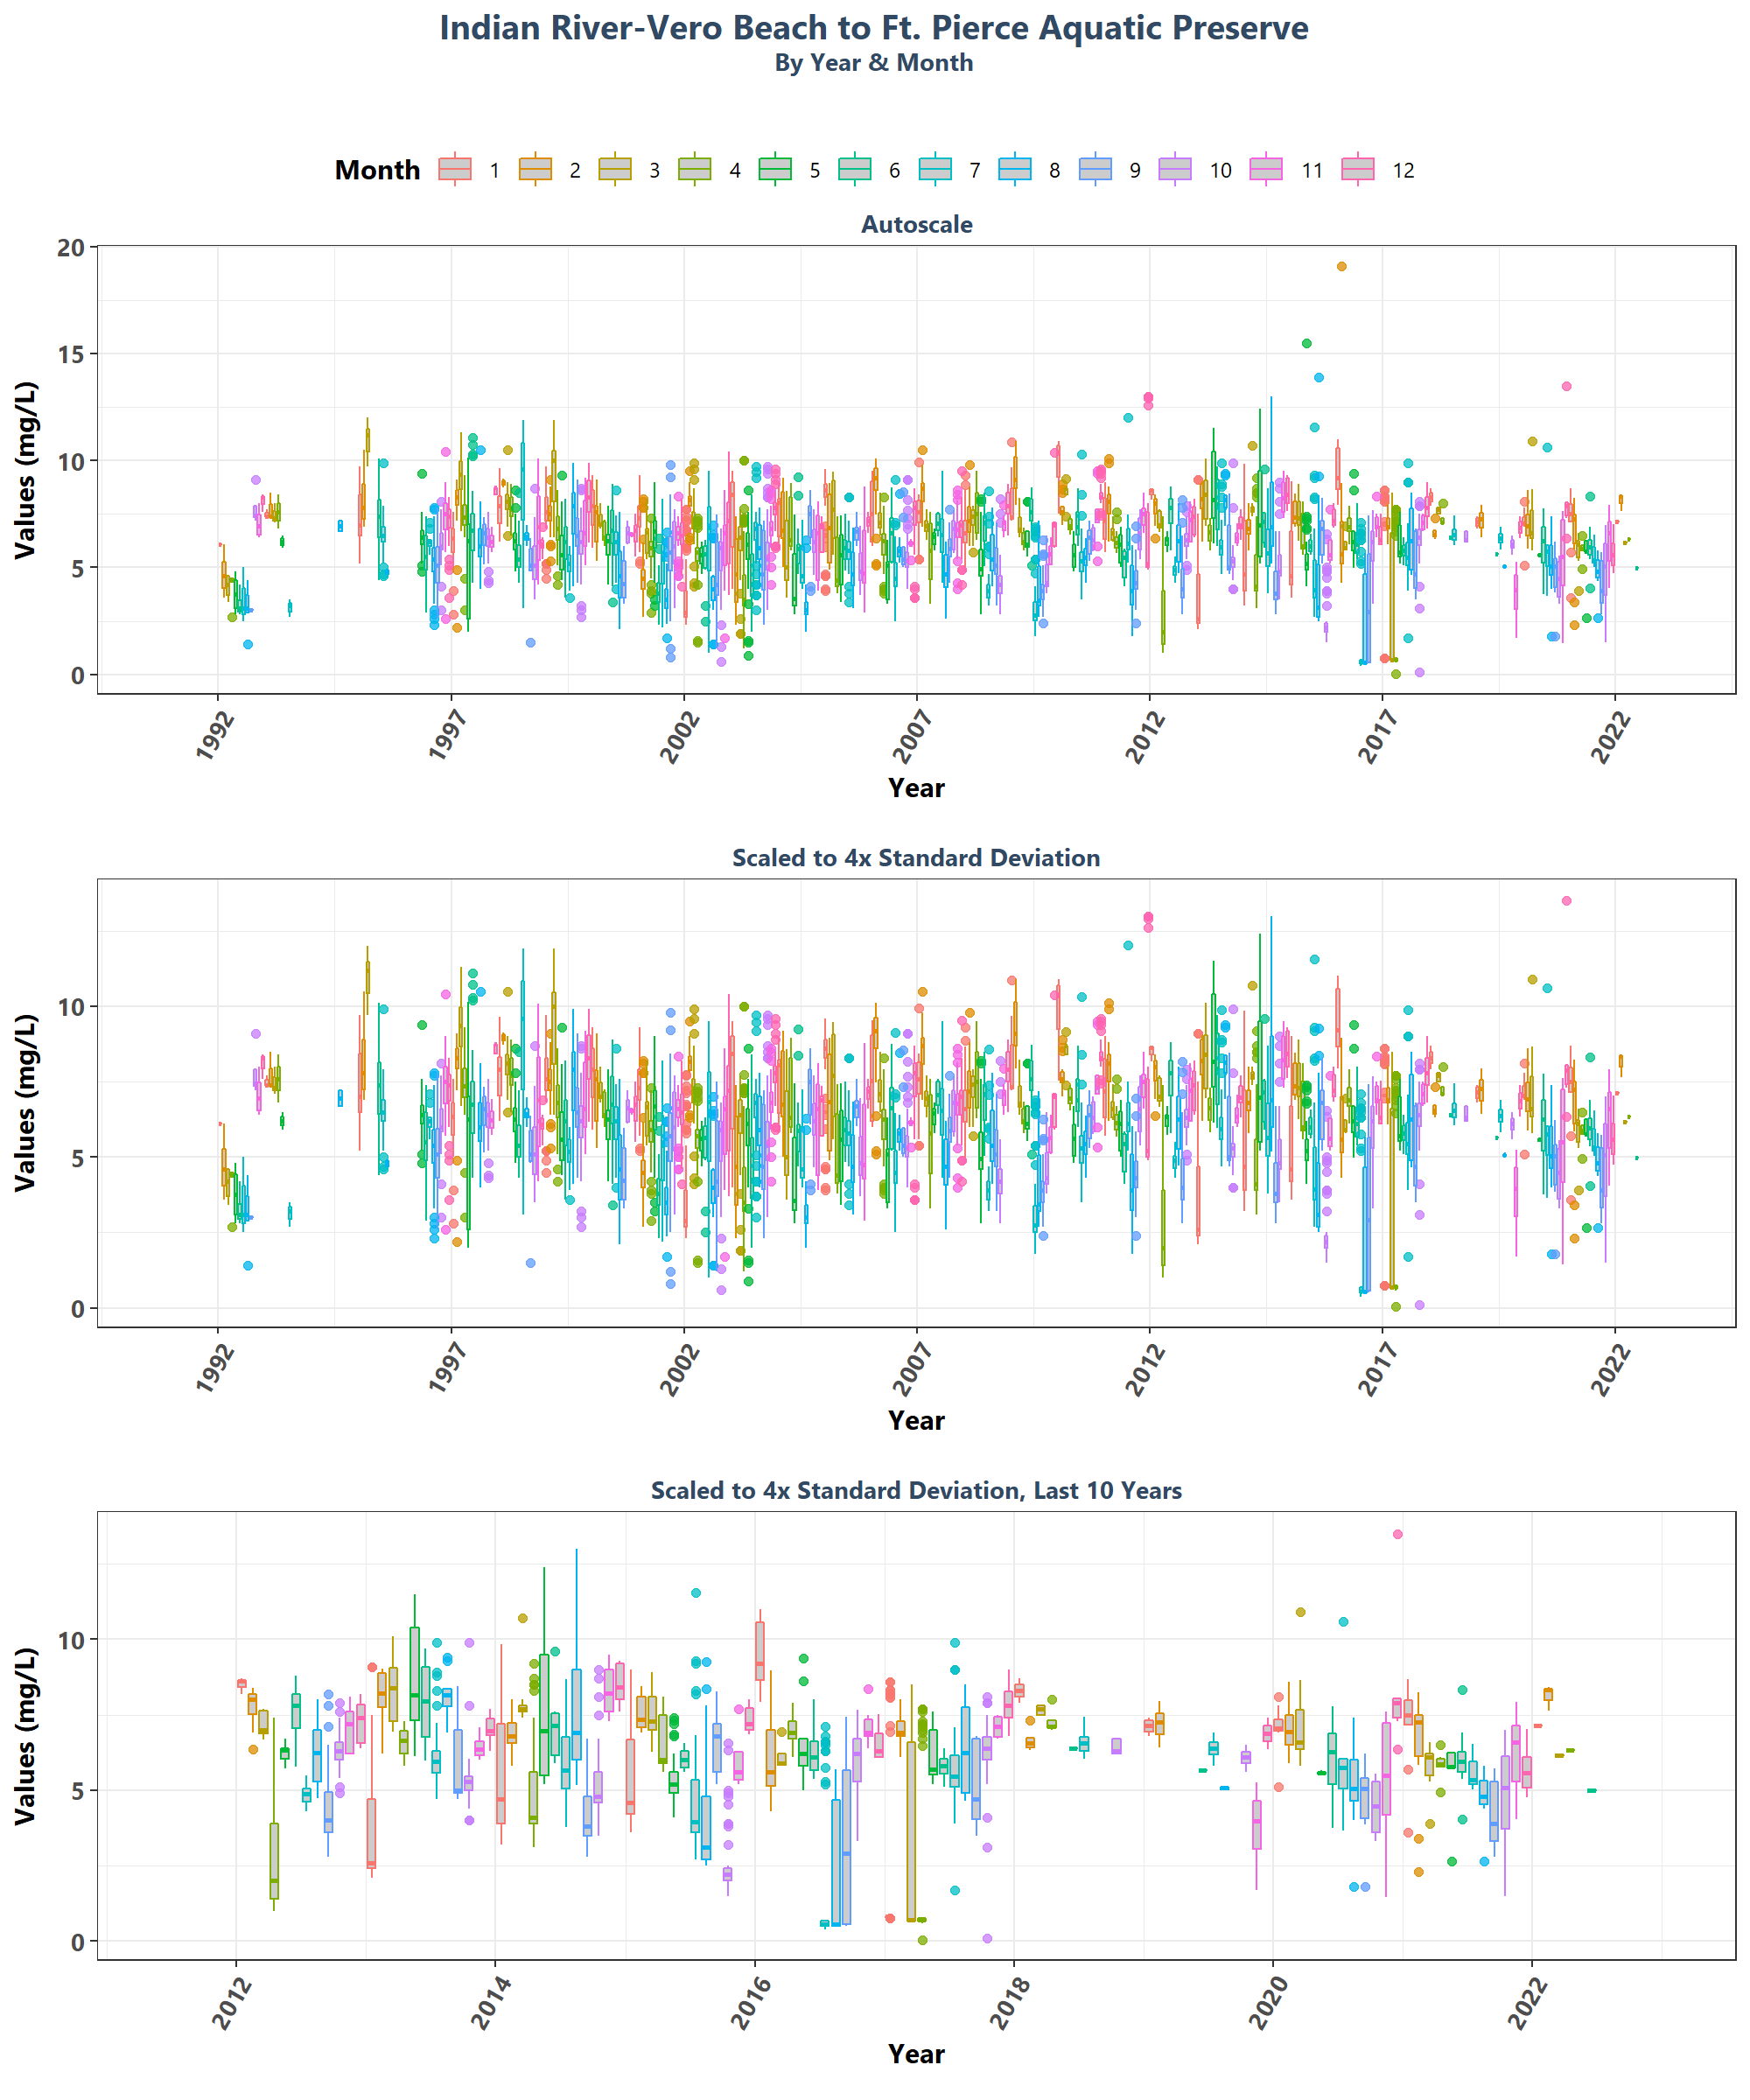 Indian River-Vero Beach to Ft. Pierce Aquatic Preserve
By Year & Month
Month 1 2 3 4 5 6 7 8 9 10 11 12
Autoscale
Values (mg/L)
20
15
10
5
0
1992 1997 2002 2007 2012 2017 2022
Year
Scaled to 4x Standard Deviation
Values (mg/L)
10
5
0
1992 1997 2002 2007 2012 2017 2022
Year
Scaled to 4x Standard Deviation, Last 10 Years
Values (mg/L)
10
5
0
2012 2014 2016 2018 2020 2022
Year